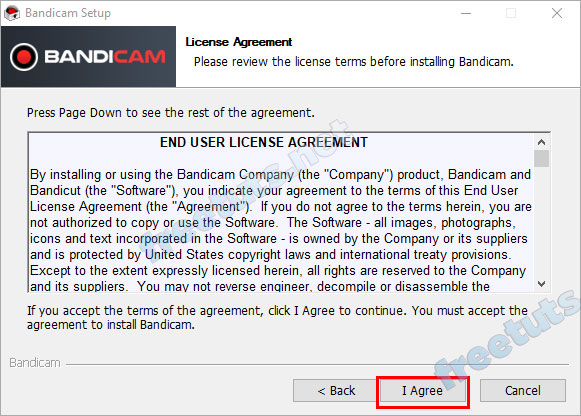 Bandicam Setup
BANDICAM
License Agreement
Please review the license terms before installing Bandicam.
Press Page Down to see the rest of the agreement.
END USER LICENSE AGREEMENT
By installing or using the Bandicam Company (the "Company") product, Bandicam and
Bandicut (the "Software"), you indicate your agreement to the terms of this End User
License Agreement (the "Agreement"). If you do not agree to the terms herein, you are
not authorized to copy or use the Software. The Software - all images, photographs,
icons and text incorporated in the Software - is owned by the Company or its suppliers
and is protected by United States copyright laws and international treaty provisions.
Except to the extent expressly licensed herein, all rights are reserved to the Company
and its suppliers. You may not reverse engineer, decompile or disassemble the
If you accept the terms of the agreement, click I Agree to continue. You must accept the
agreement to install Bandicam.
Bandicam
< Back
I Agree
Cancel
freetuts.net
freetuts